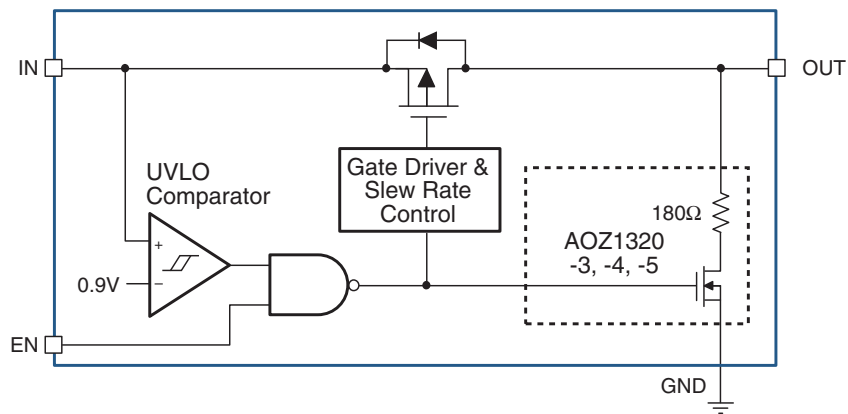 IN
OUT
UVLO
Comparator
Gate Driver &
Slew Rate
Control
180Ω
AOZ1320
-3, -4, -5
+
0.9V
−
EN
GND